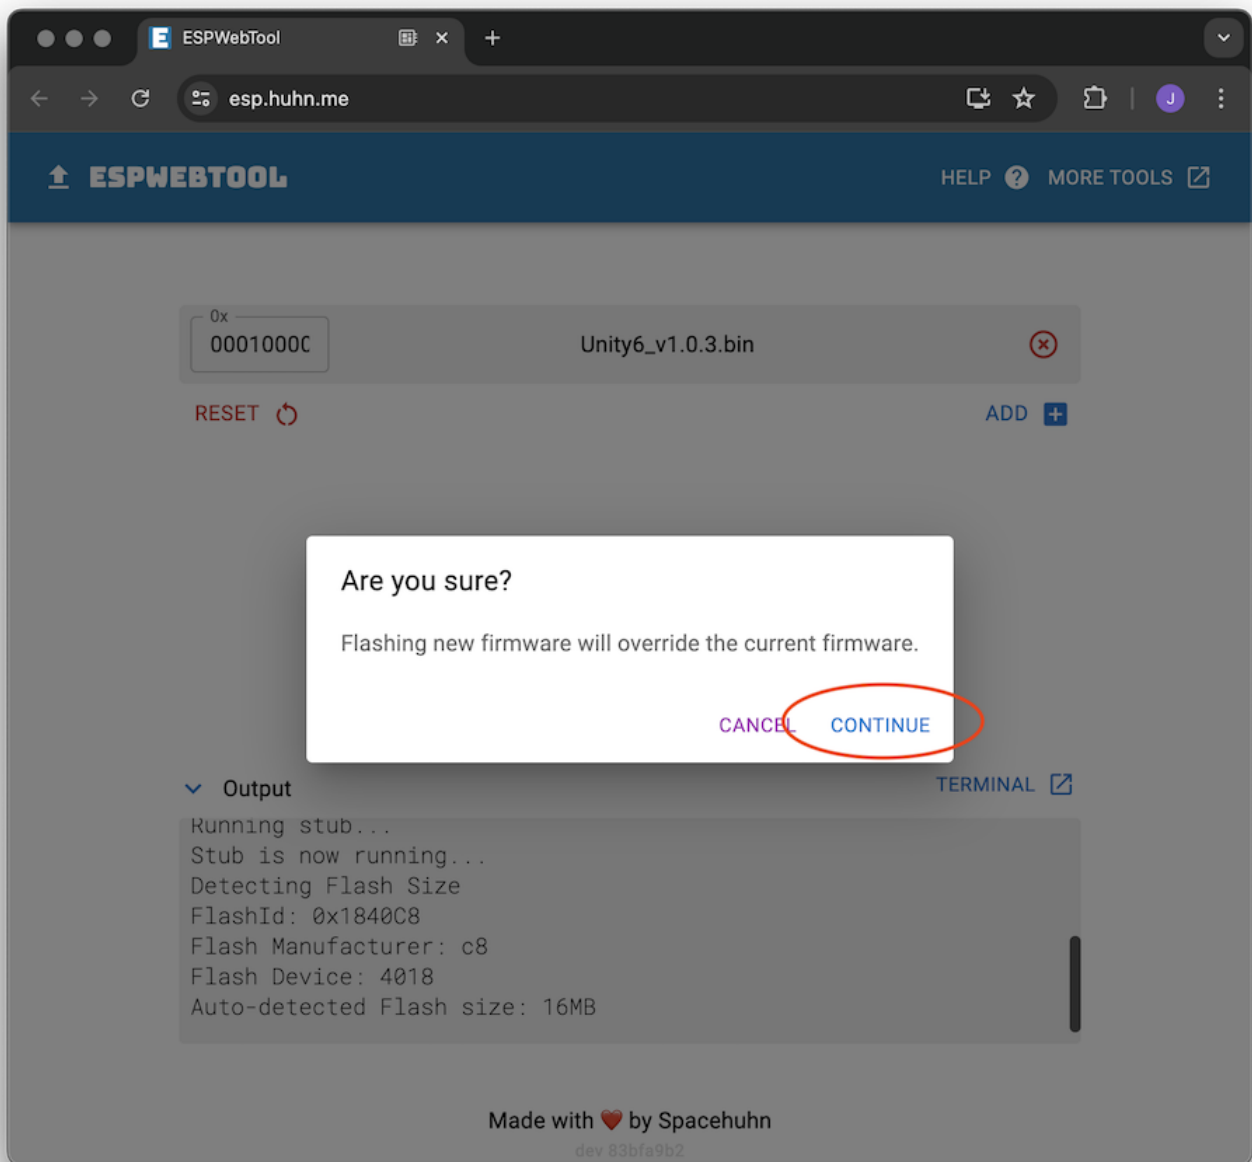 ESPWebTool
esp.huhn.me
J
ESPWEBTOOL
HELP
MORE TOOLS
0x
0001000C
Unity6_v1.0.3.bin
RESET
ADD
Are you sure?
Flashing new firmware will override the current firmware.
CANCEL
CONTINUE
Output
TERMINAL
Running stub...
Stub is now running...
Detecting Flash Size
FlashId: 0x1840C8
Flash Manufacturer: c8
Flash Device: 4018
Auto-detected Flash size: 16MB
Made with ❤️ by Spacehuhn
dev 83bfa9b2